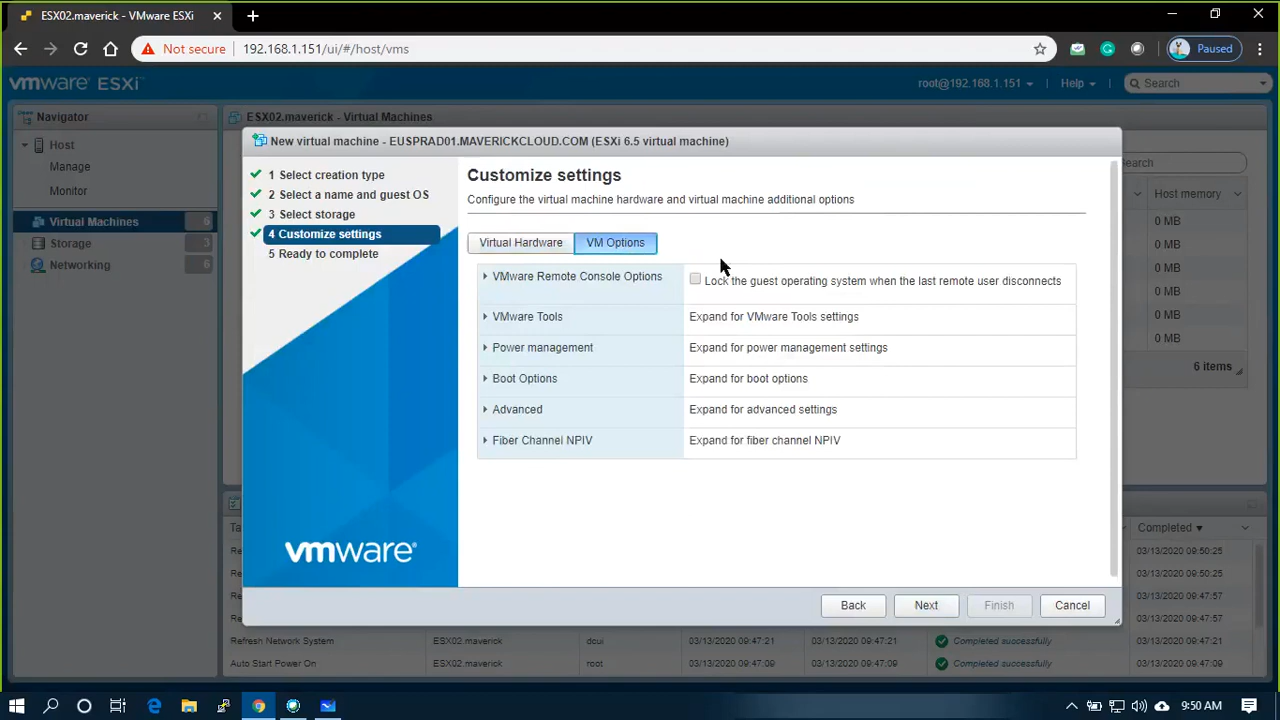 ESX02.maverick - VMware ESXi
Not secure 192.168.1.151/ui/#/host/vms Paused
vmware ESXi
root@192.168.1.151 Help Search
Navigator
Host
Manage
Monitor
Virtual Machines 6
Storage 3
Networking 6
ESX02.maverick - Virtual Machines
New virtual machine - EUSPRAD01.MAVERICKCLOUD.COM (ESXi 6.5 virtual machine)
1 Select creation type
2 Select a name and guest OS
3 Select storage
4 Customize settings
5 Ready to complete
vmware
Customize settings
Configure the virtual machine hardware and virtual machine additional options
Virtual Hardware VM Options
VMware Remote Console Options Lock the guest operating system when the last remote user disconnects
VMware Tools Expand for VMware Tools settings
Power management Expand for power management settings
Boot Options Expand for boot options
Advanced Expand for advanced settings
Fiber Channel NPIV Expand for fiber channel NPIV
Back Next Finish Cancel
Search
Host memory
0 MB
0 MB
0 MB
0 MB
0 MB
0 MB
6 items
Ta Completed
Re 03/13/2020 09:50:25
Re 03/13/2020 09:50:25
Re 03/13/2020 09:47:57
Re 03/13/2020 09:47:57
Refresh Network System ESX02.maverick dcui 03/13/2020 09:47:21 03/13/2020 09:47:21 Completed successfully 03/13/2020 09:47:21
Auto Start Power On ESX02.maverick root 03/13/2020 09:47:09 03/13/2020 09:47:09 Completed successfully 03/13/2020 09:47:09
9:50 AM